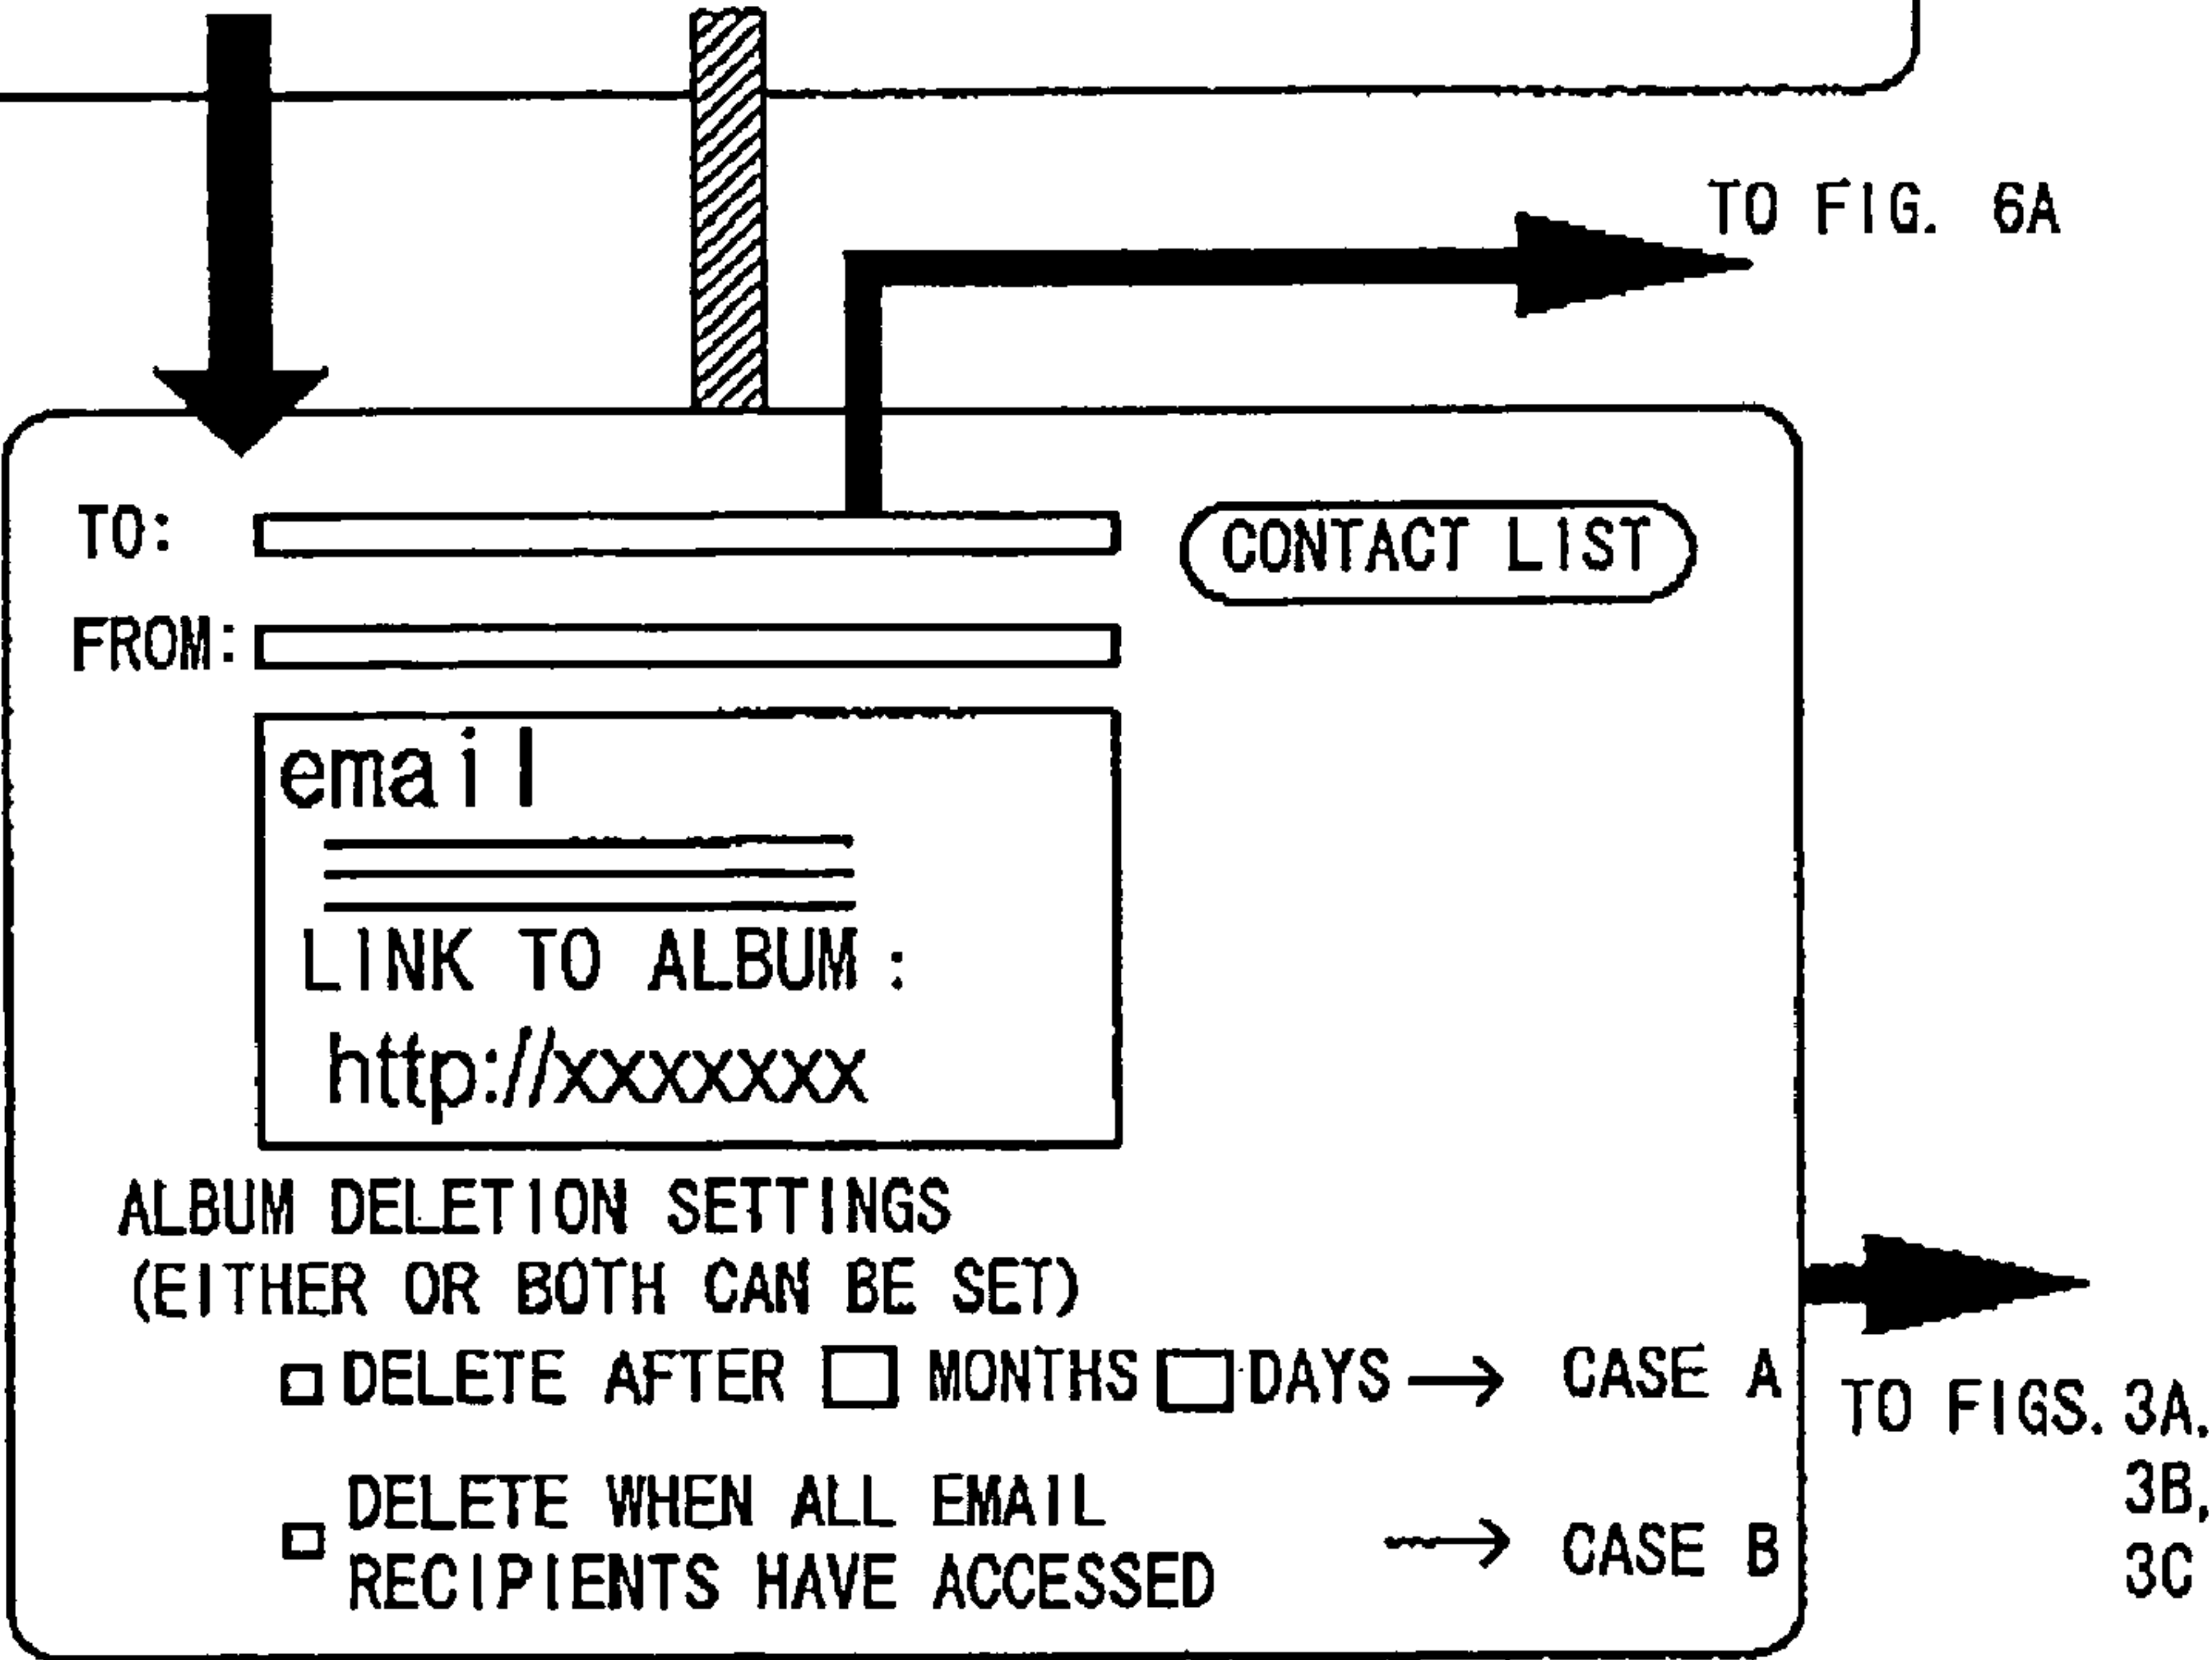 TO FIG. 6A
TO:
CONTACT LIST
FROM:
email
LINK TO ALBUM:
http://xxxxxxx
ALBUM DELETION SETTINGS
(EITHER OR BOTH CAN BE SET)
DELETE AFTER MONTHS DAYS → CASE A
TO FIGS. 3A,
3B,
3C
DELETE WHEN ALL EMAIL
RECIPIENTS HAVE ACCESSED → CASE B